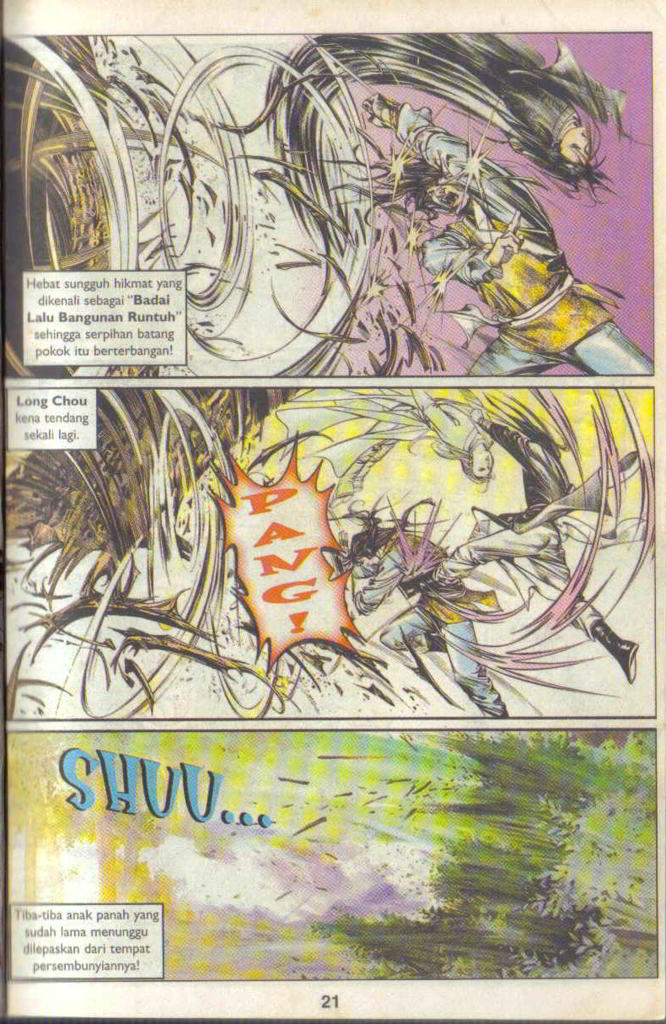 Hebat sungguh hikmat yang
dikenali sebagai "Badai
Lalu Bangunan Runtuh"
sehingga serpihan batang
pokok itu berterbangan!
Long Chou
kena tendang
sekali lagi.
PANG!
SHUU...
Tiba-tiba anak panah yang
sudah lama menunggu
dilepaskan dari tempat
persembunyiannya!
21